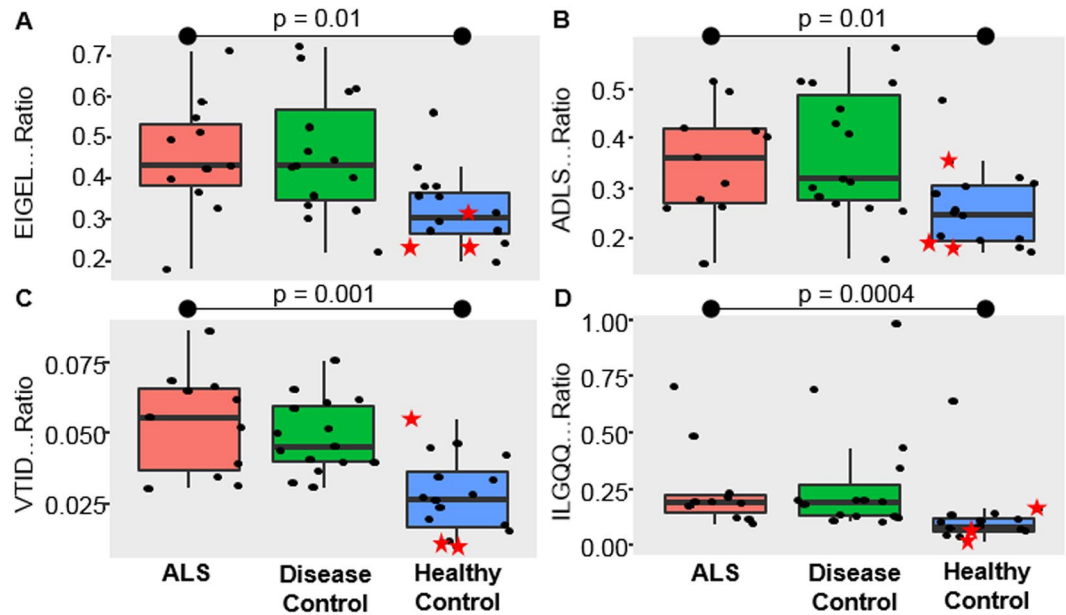 A
p = 0.01
EIGEL...Ratio
0.7
0.6
0.5
0.4
0.3
0.2
B
p = 0.01
ADLS...Ratio
0.5
0.4
0.3
0.2
C
p = 0.001
VTID...Ratio
0.075
0.050
0.025
ALS
Disease
Control
Healthy
Control
D
p = 0.0004
ILGQQ...Ratio
1.00
0.75
0.50
0.25
0.00
ALS
Disease
Control
Healthy
Control